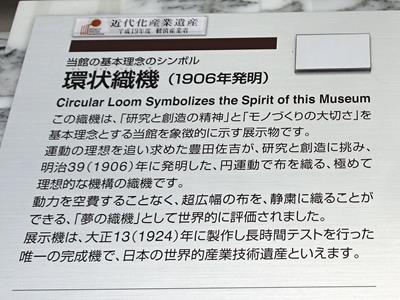 近代化産業遺産
平成19年度 経済産業省
当館の基本理念のシンボル
環状織機（1906年発明）
Circular Loom Symbolizes the Spirit of this Museum
この織機は、「研究と創造の精神」と「モノづくりの大切さ」を
基本理念とする当館を象徴的に示す展示物です。
運動の理想を追い求めた豊田佐吉が、研究と創造に挑み、
明治39（1906）年に発明した、円運動で布を織る、極めて
理想的な機構の織機です。
動力を空費することなく、超広幅の布を、静粛に織ることが
できる、「夢の織機」として世界的に評価されました。
展示機は、大正13（1924）年に製作し長時間テストを行った
唯一の完成機で、日本の世界的産業技術遺産といえます。